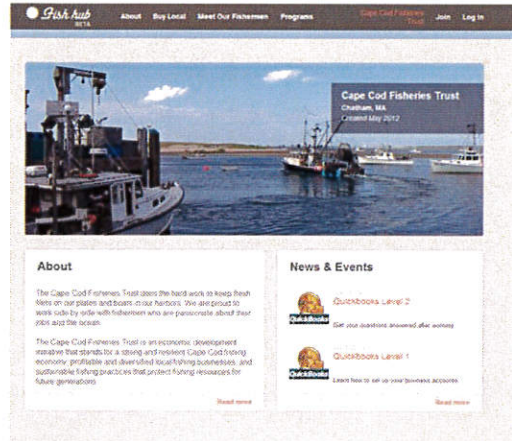 Fish hub
BETA
About Buy Local Meet Our Fishermen Programs Cape Cod Fisheries Trust Join Log In
Cape Cod Fisheries Trust
Chatham, MA
Created May 2012
About
The Cape Cod Fisheries Trust does the hard work to keep fresh
filets on our plates and boats in our harbors. We are proud to
work side by side with fishermen who are passionate about their
jobs and the ocean.
The Cape Cod Fisheries Trust is an economic development
initiative that stands for a strong and resilient Cape Cod fishing
economy, profitable and diversified local fishing businesses, and
sustainable fishing practices that protect fishing resources for
future generations.
Read more
News & Events
QuickBooks
Quickbooks Level 2
Get your questions answered after working
QuickBooks
Quickbooks Level 1
Learn how to set up your business accounts
Read more